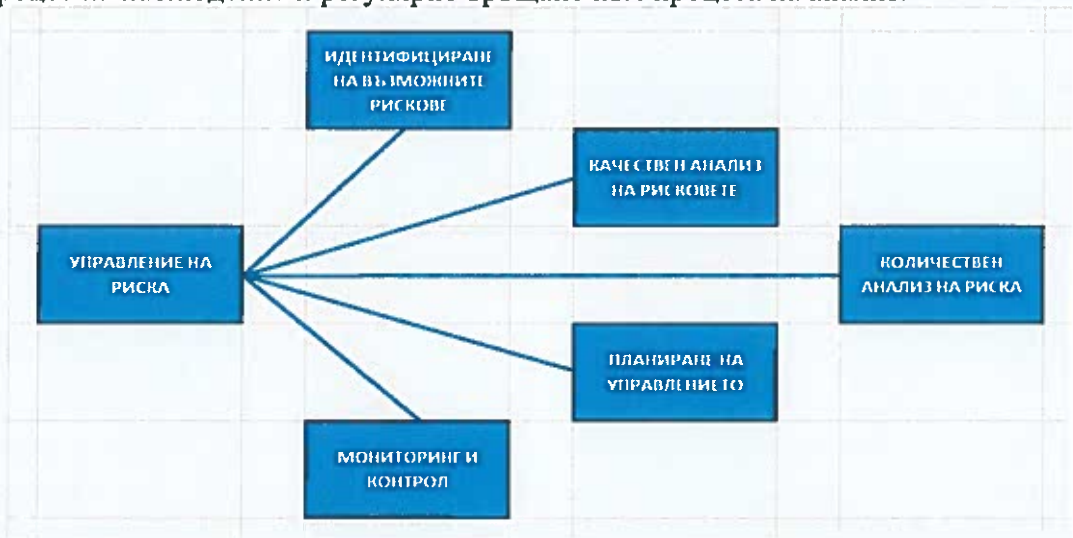 ИДЕНТИФИЦИРАНЕ
НА ВЪЗМОЖНИТЕ
РИСКОВЕ
КАЧЕСТВЕН АНАЛИЗ
НА РИСКОВЕТЕ
УПРАВЛЕНИЕ НА
РИСКА
КОЛИЧЕСТВЕН
АНАЛИЗ НА РИСКА
ПЛАНИРАНЕ НА
УПРАВЛЕНИЕТО
МОНИТОРИНГ И
КОНТРОЛ